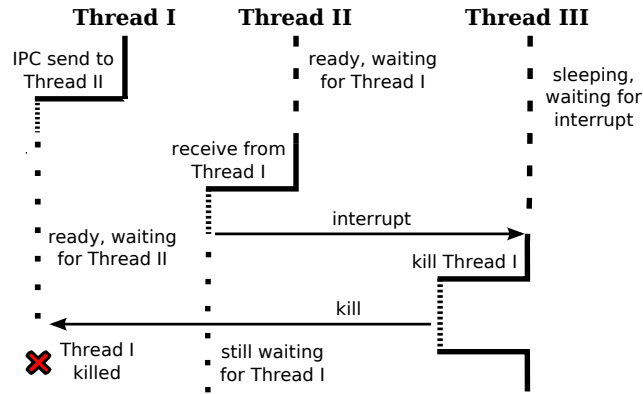 Thread I
Thread II
Thread III
IPC send to
Thread II
ready, waiting
for Thread I
sleeping,
waiting for
interrupt
receive from
Thread I
interrupt
ready, waiting
for Thread II
kill Thread I
kill
Thread I
killed
still waiting
for Thread I